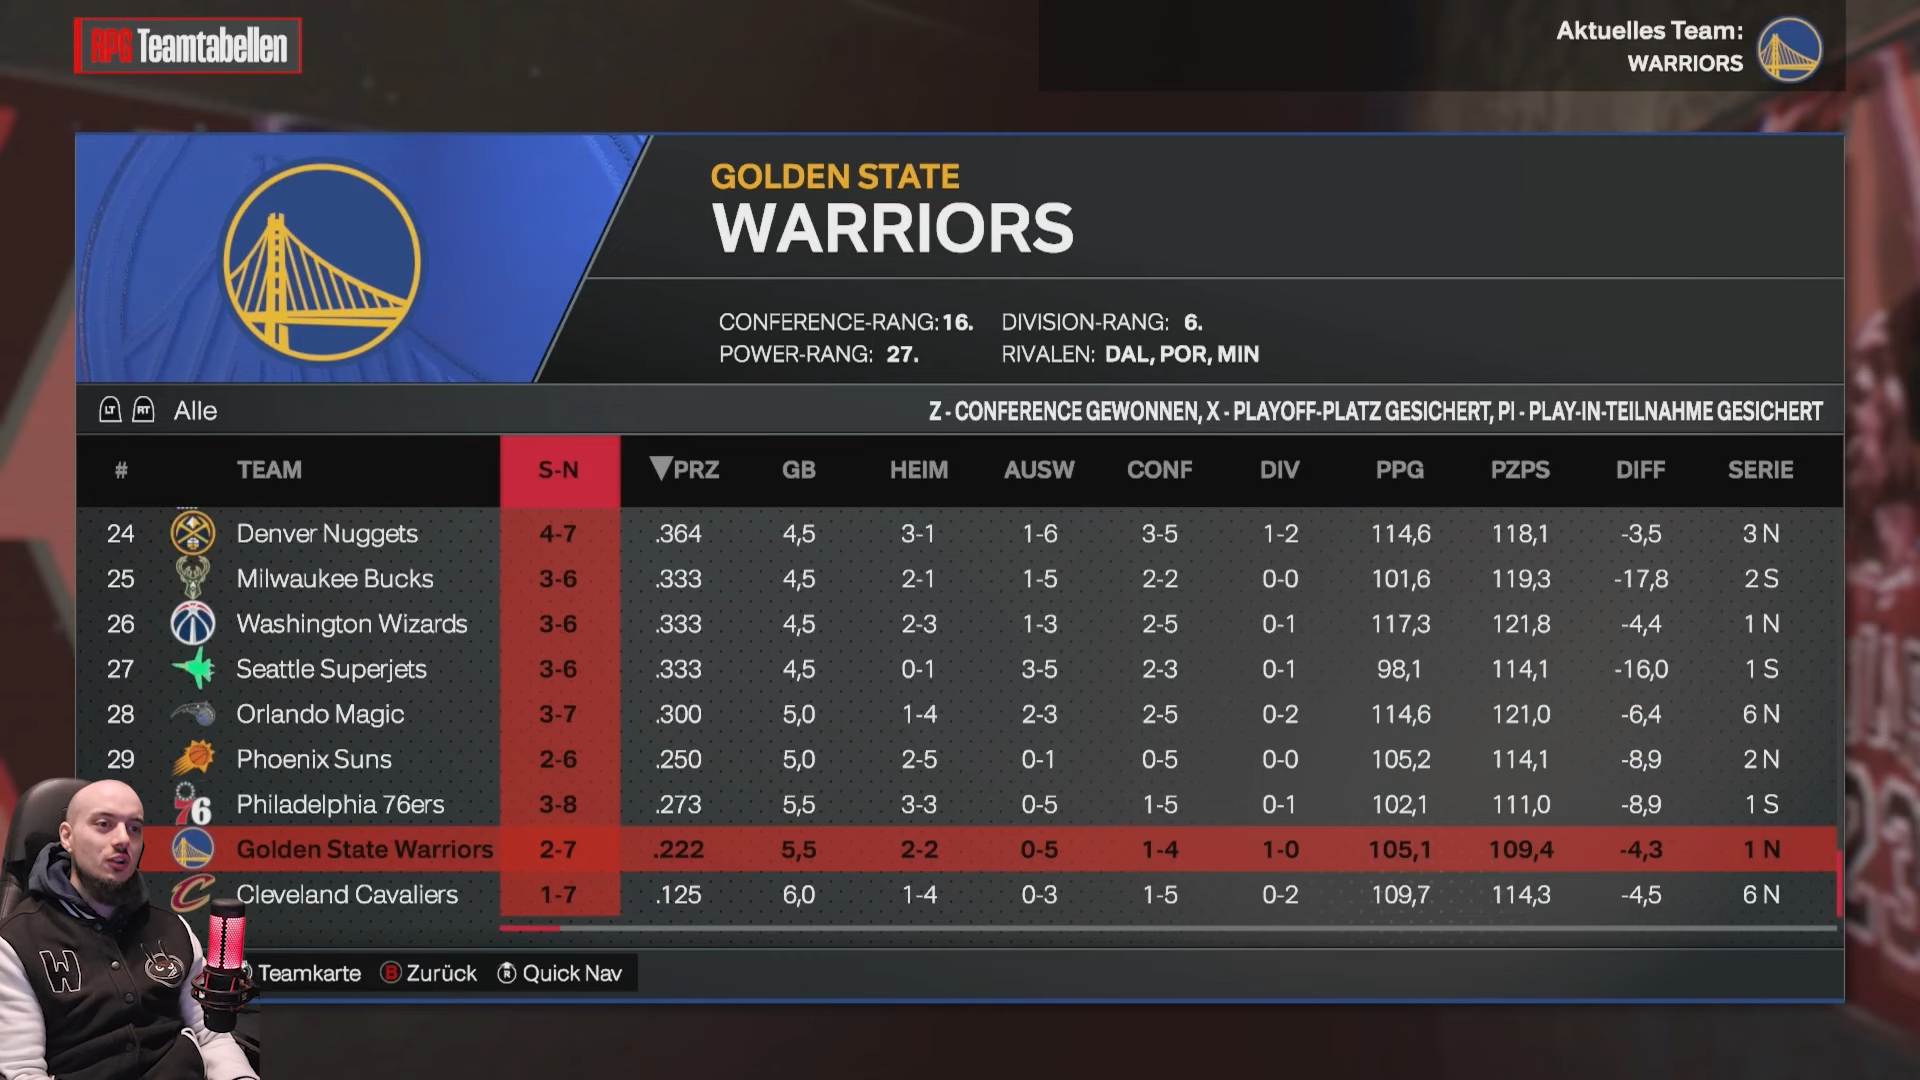 RPG Teamtabellen
Aktuelles Team:
WARRIORS
GOLDEN STATE
WARRIORS
CONFERENCE-RANG: 16. DIVISION-RANG: 6.
POWER-RANG: 27. RIVALEN: DAL, POR, MIN
LT RT Alle
Z - CONFERENCE GEWONNEN, X - PLAYOFF-PLATZ GESICHERT, PI - PLAY-IN-TEILNAHME GESICHERT
# TEAM S-N ▼PRZ GB HEIM AUSW CONF DIV PPG PZPS DIFF SERIE
24 Denver Nuggets 4-7 .364 4,5 3-1 1-6 3-5 1-2 114,6 118,1 -3,5 3 N
25 Milwaukee Bucks 3-6 .333 4,5 2-1 1-5 2-2 0-0 101,6 119,3 -17,8 2 S
26 Washington Wizards 3-6 .333 4,5 2-3 1-3 2-5 0-1 117,3 121,8 -4,4 1 N
27 Seattle Superjets 3-6 .333 4,5 0-1 3-5 2-3 0-1 98,1 114,1 -16,0 1 S
28 Orlando Magic 3-7 .300 5,0 1-4 2-3 2-5 0-2 114,6 121,0 -6,4 6 N
29 Phoenix Suns 2-6 .250 5,0 2-5 0-1 0-5 0-0 105,2 114,1 -8,9 2 N
76 Philadelphia 76ers 3-8 .273 5,5 3-3 0-5 1-5 0-1 102,1 111,0 -8,9 1 S
Golden State Warriors 2-7 .222 5,5 2-2 0-5 1-4 1-0 105,1 109,4 -4,3 1 N
C Cleveland Cavaliers 1-7 .125 6,0 1-4 0-3 1-5 0-2 109,7 114,3 -4,5 6 N
Teamkarte B Zurück R Quick Nav
W